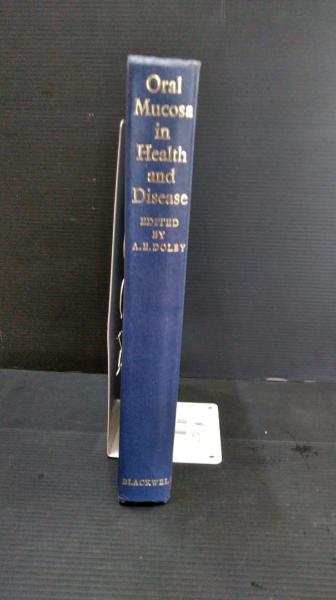 Oral
Mucosa
in
Health
and
Disease
EDITED
BY
A.E.DOLBY
BLACKWEL